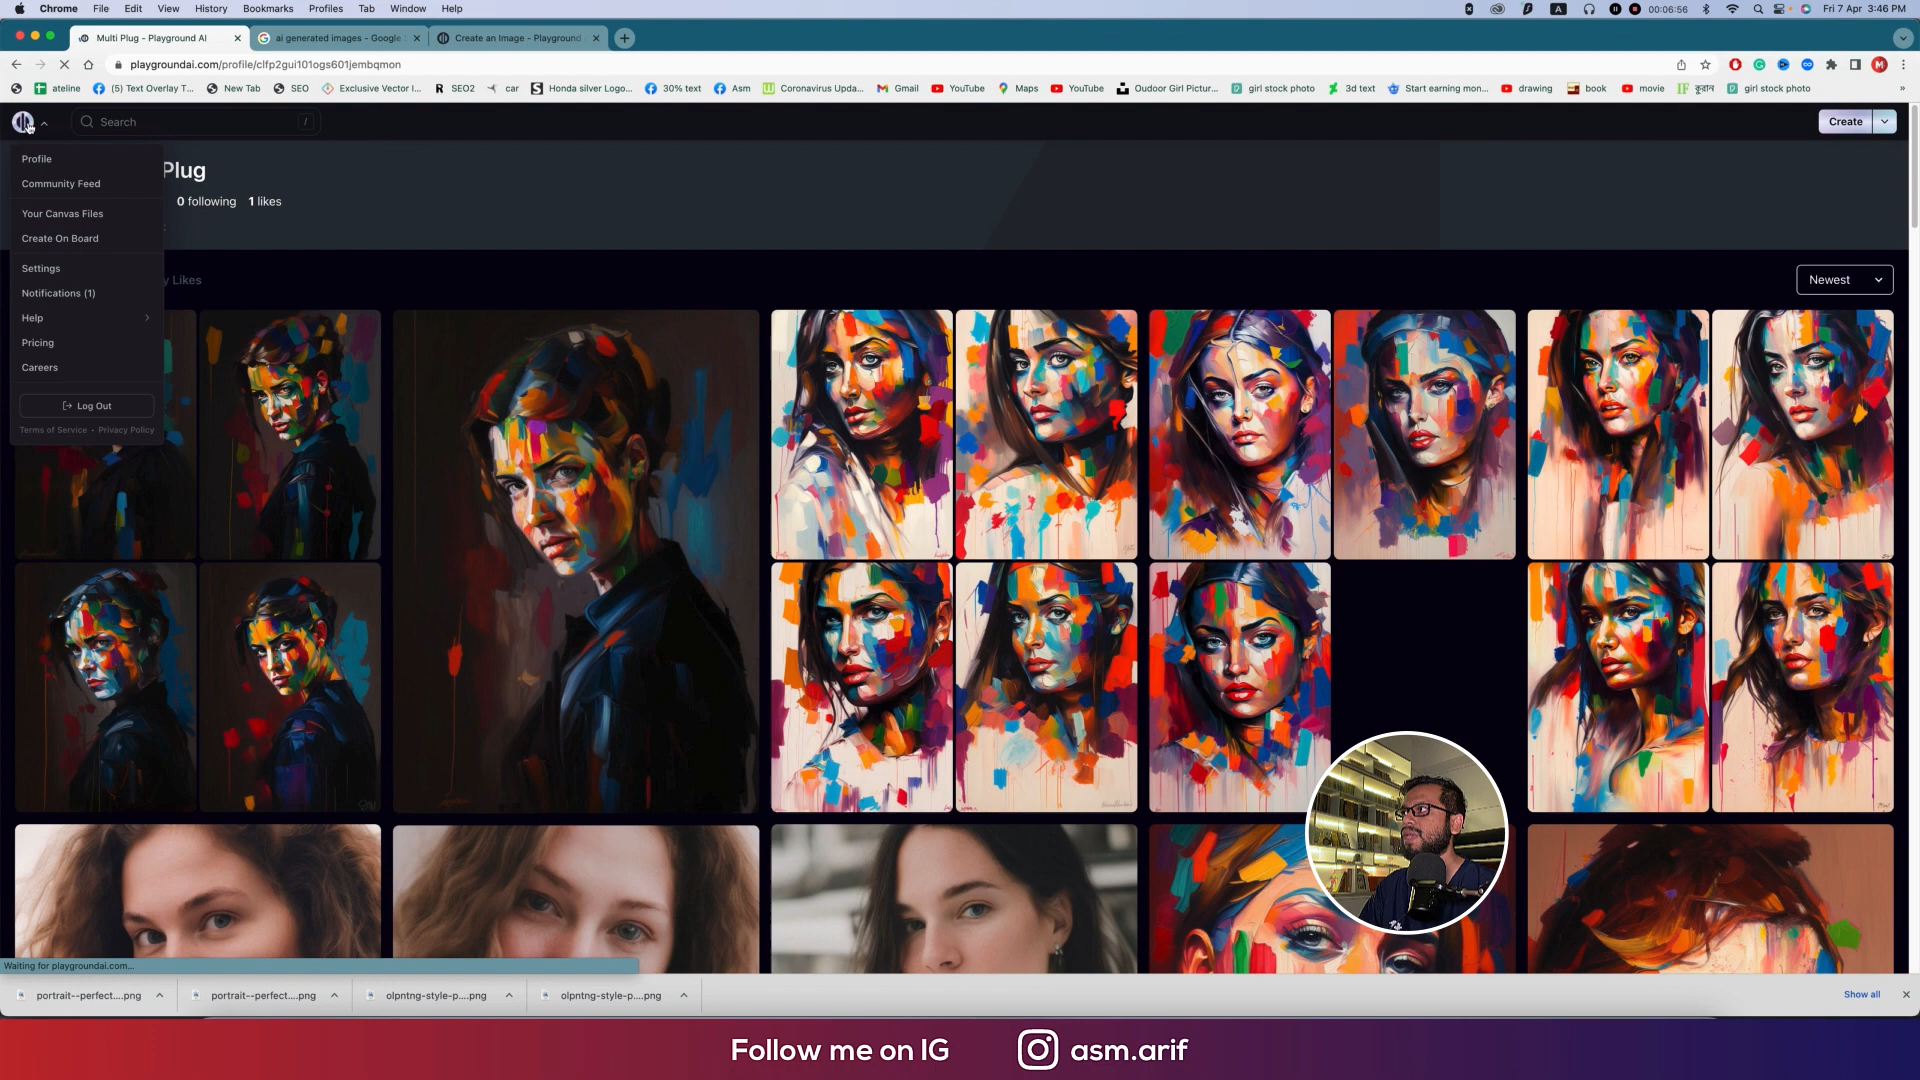 Chrome File Edit View History Bookmarks Profiles Tab Window Help A 00:06:56 Fri 7 Apr 3:46 PM
Multi Plug - Playground AI ai generated images - Google Create an Image - Playground
playgroundai.com/profile/clfp2gui101ogs601jembqmon M
ateline (5) Text Overlay T... New Tab SEO Exclusive Vector I... R SEO2 car S Honda silver Logo... 30% text Asm Coronavirus Upda... Gmail YouTube Maps YouTube Oudoor Girl Pictur... girl stock photo 3d text Start earning mon... drawing book movie IF কুরআন girl stock photo »
Search / Create
Profile
Plug
Community Feed
0 following 1 likes
Your Canvas Files
Create On Board
Settings
y Likes Newest
Notifications (1)
Help
Pricing
Careers
Log Out
Terms of Service - Privacy Policy
Waiting for playgroundai.com...
portrait--perfect....png portrait--perfect....png olpntng-style-p....png olpntng-style-p....png Show all
Follow me on IG asm.arif